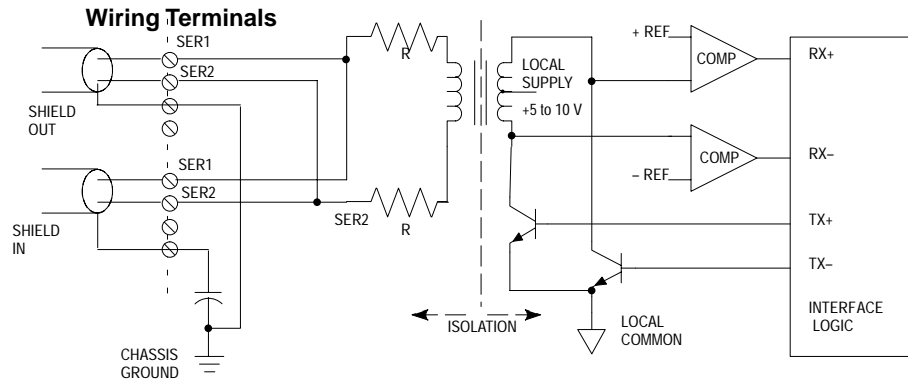 Wiring Terminals
SER1
SER2
SHIELD
OUT
SER1
SER2
SHIELD
IN
CHASSIS
GROUND
R
SER2
R
LOCAL
SUPPLY
+5 to 10 V
ISOLATION
LOCAL
COMMON
+ REF
COMP
RX+
COMP
RX–
– REF
TX+
TX–
INTERFACE
LOGIC